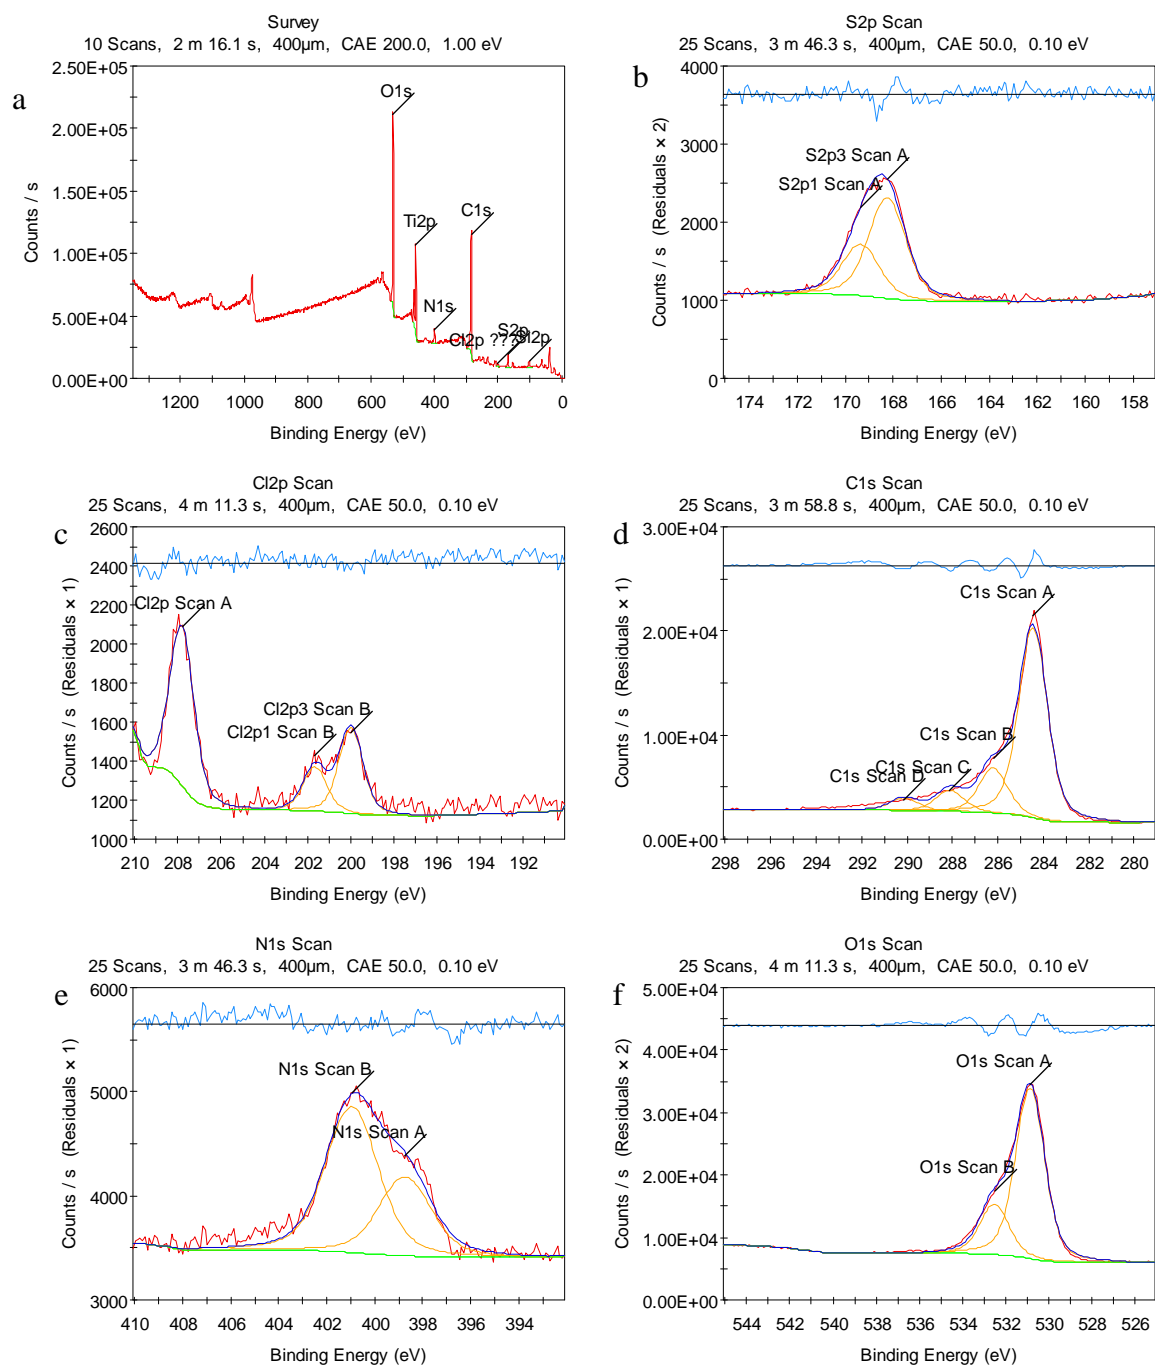 Survey
10 Scans, 2 m 16.1 s, 400µm, CAE 200.0, 1.00 eV
a
2.50E+05
2.00E+05
1.50E+05
1.00E+05
5.00E+04
0.00E+00
Counts / s
O1s
Ti2p
C1s
N1s
S2p
Cl2p ???
Si2p
1200 1000 800 600 400 200 0
Binding Energy (eV)
S2p Scan
25 Scans, 3 m 46.3 s, 400µm, CAE 50.0, 0.10 eV
b
4000
3000
2000
1000
0
Counts / s (Residuals × 2)
S2p3 Scan A
S2p1 Scan A
174 172 170 168 166 164 162 160 158
Binding Energy (eV)
Cl2p Scan
25 Scans, 4 m 11.3 s, 400µm, CAE 50.0, 0.10 eV
c
2600
2400
2200
2000
1800
1600
1400
1200
1000
Counts / s (Residuals × 1)
Cl2p Scan A
Cl2p3 Scan B
Cl2p1 Scan B
210 208 206 204 202 200 198 196 194 192
Binding Energy (eV)
C1s Scan
25 Scans, 3 m 58.8 s, 400µm, CAE 50.0, 0.10 eV
d
3.00E+04
2.00E+04
1.00E+04
0.00E+00
Counts / s (Residuals × 1)
C1s Scan A
C1s Scan B
C1s Scan C
C1s Scan D
298 296 294 292 290 288 286 284 282 280
Binding Energy (eV)
N1s Scan
25 Scans, 3 m 46.3 s, 400µm, CAE 50.0, 0.10 eV
e
6000
5000
4000
3000
Counts / s (Residuals × 1)
N1s Scan B
N1s Scan A
410 408 406 404 402 400 398 396 394
Binding Energy (eV)
O1s Scan
25 Scans, 4 m 11.3 s, 400µm, CAE 50.0, 0.10 eV
f
5.00E+04
4.00E+04
3.00E+04
2.00E+04
1.00E+04
0.00E+00
Counts / s (Residuals × 2)
O1s Scan A
O1s Scan B
544 542 540 538 536 534 532 530 528 526
Binding Energy (eV)